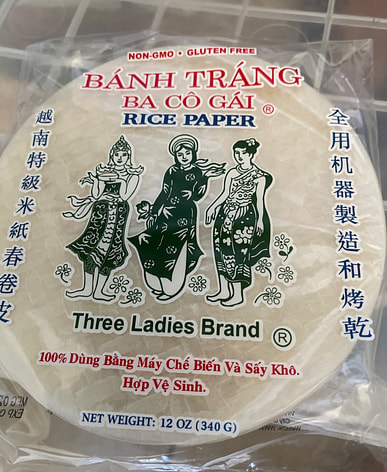 NON-GMO • GLUTEN FREE
BÁNH TRÁNG
BA CÔ GÁI ®
RICE PAPER
越南特級米紙春卷皮
全用机器製造和烤乾
Three Ladies Brand ®
100% Dùng Bằng Máy Chế Biến Và Sấy Khô.
Hợp Vệ Sinh.
NET WEIGHT: 12 OZ (340 G)